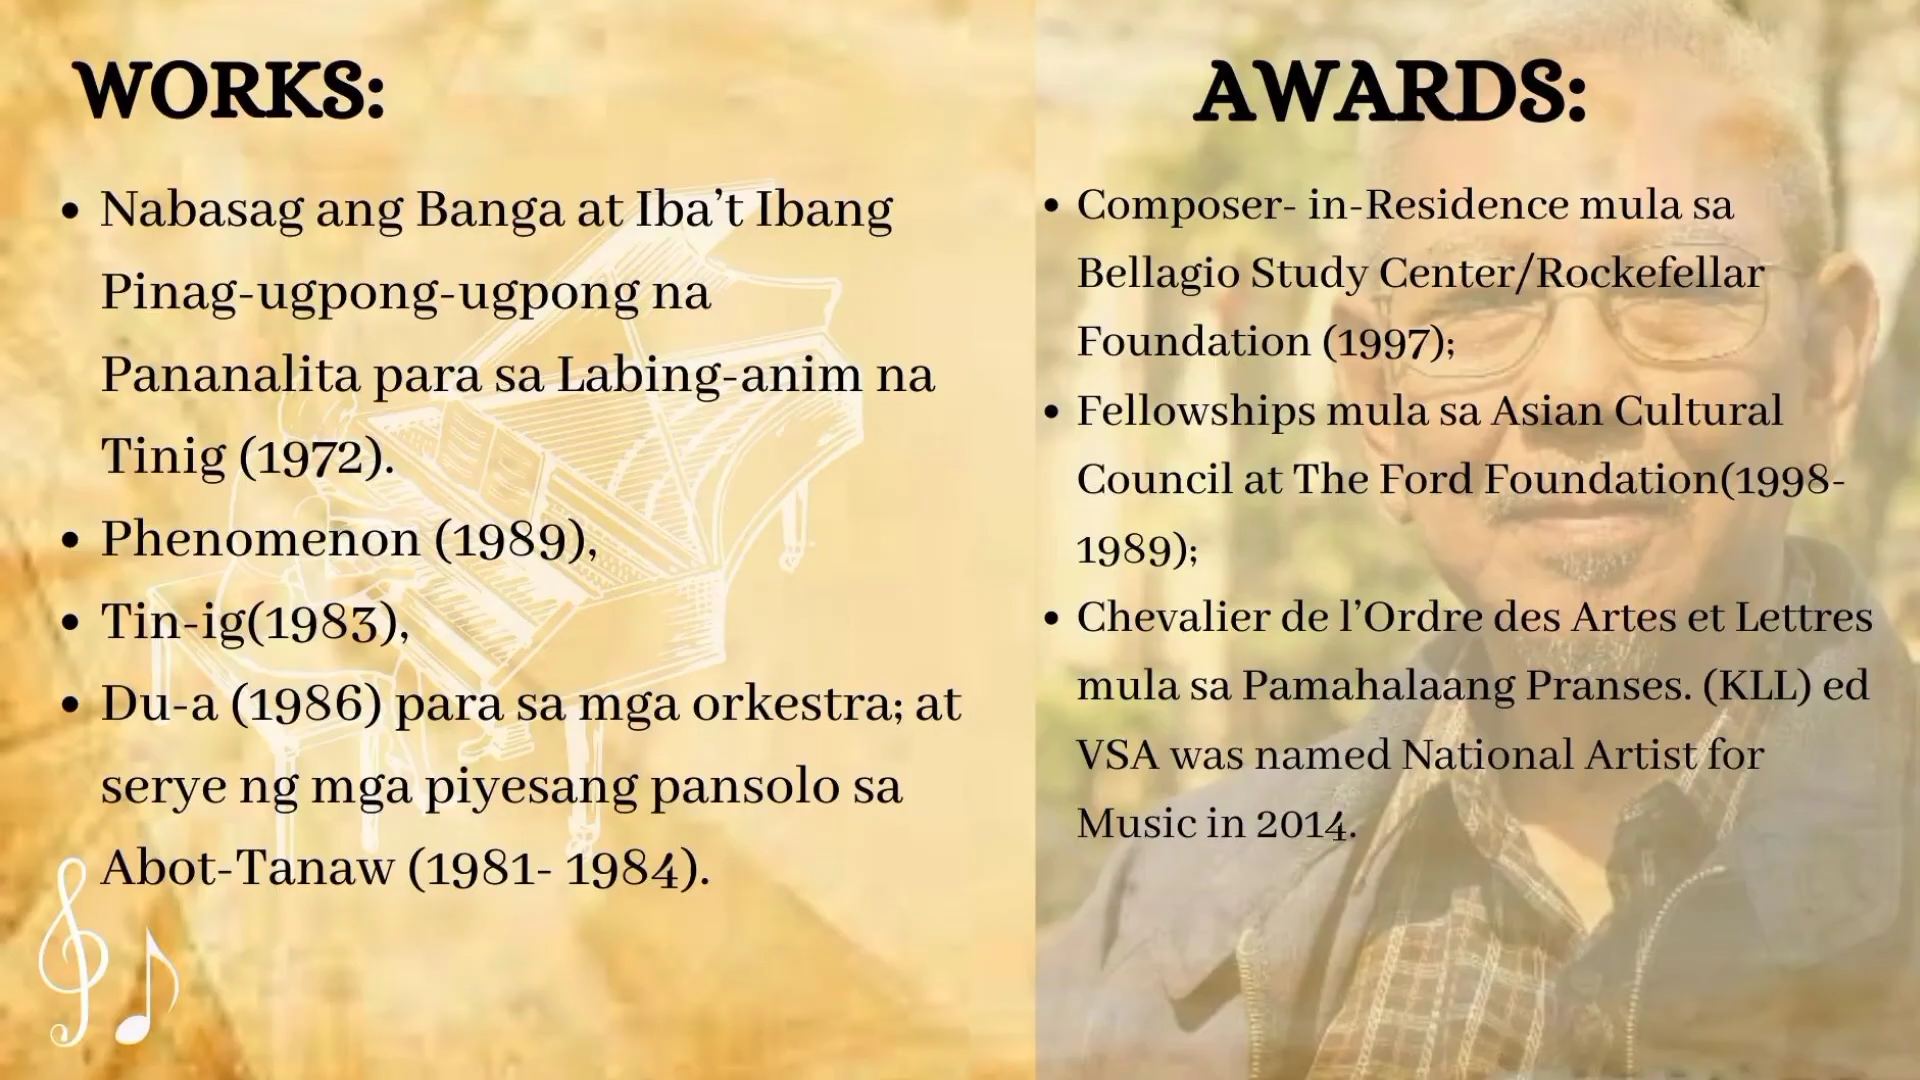 WORKS:
• Nabasag ang Banga at Iba’t Ibang
Pinag-ugpong-ugpong na
Pananalita para sa Labing-anim na
Tinig (1972).
• Phenomenon (1989),
• Tin-ig(1983),
• Du-a (1986) para sa mga orkestra; at
serye ng mga piyesang pansolo sa
Abot-Tanaw (1981- 1984).
AWARDS:
• Composer- in-Residence mula sa
Bellagio Study Center/Rockefellar
Foundation (1997);
• Fellowships mula sa Asian Cultural
Council at The Ford Foundation(1998-
1989);
• Chevalier de l’Ordre des Artes et Lettres
mula sa Pamahalaang Pranses. (KLL) ed
VSA was named National Artist for
Music in 2014.